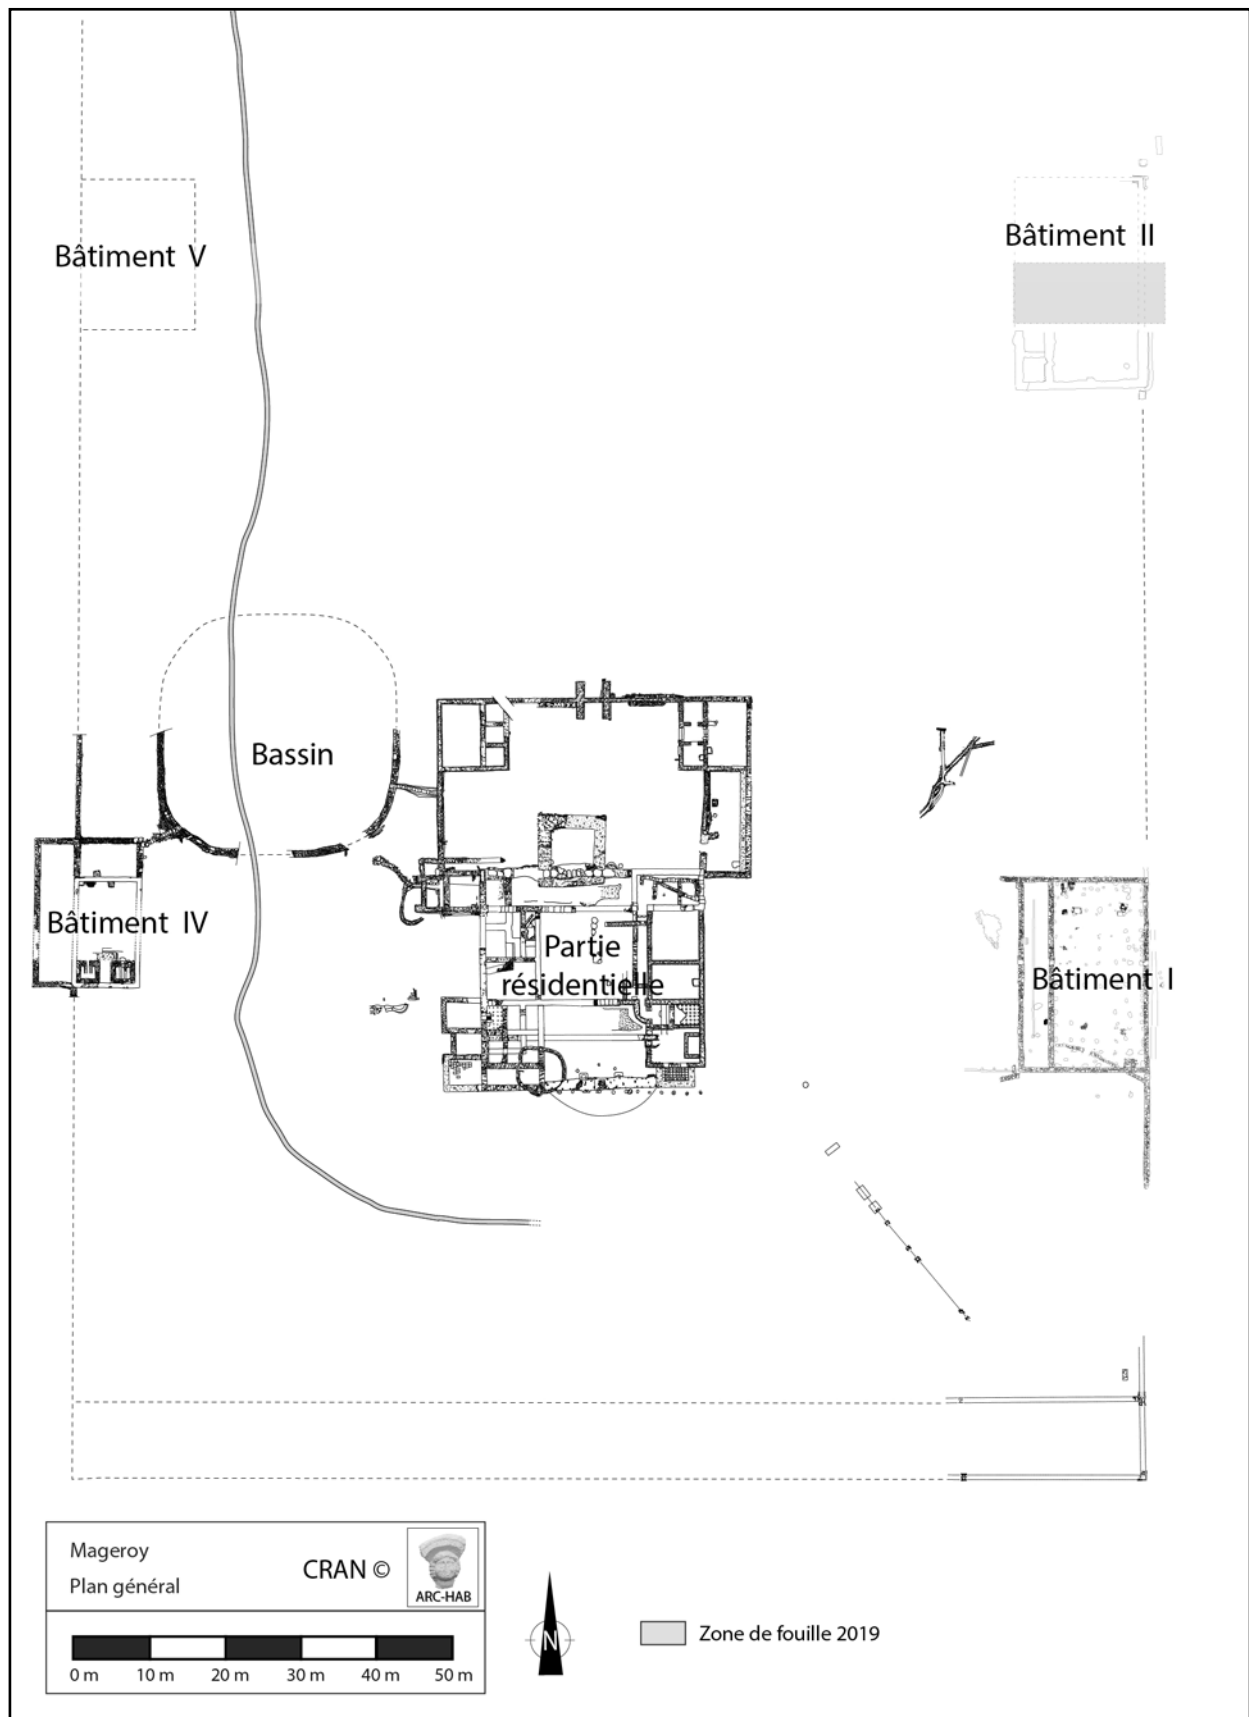 Bâtiment II
Bâtiment V
Bassin
Bâtiment IV
Partie
résidentielle
Bâtiment I
Mageroy
Plan général
CRAN ©
ARC-HAB
0 m 10 m 20 m 30 m 40 m 50 m
N
Zone de fouille 2019